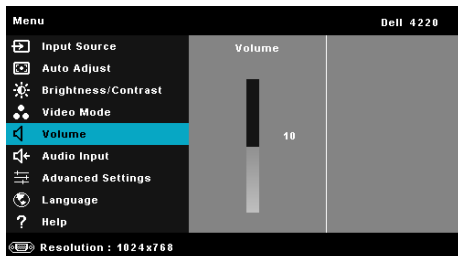 Menu Dell 4220
Input Source Volume
Auto Adjust
Brightness/Contrast
Video Mode
Volume 10
Audio Input
Advanced Settings
Language
? Help
Resolution : 1024x768